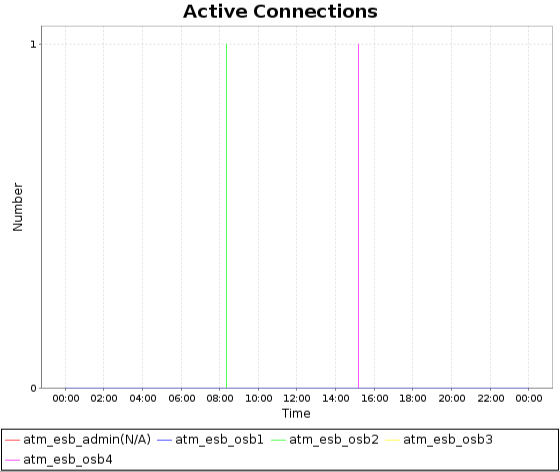 Active Connections
1
Number
0
00:00 02:00 04:00 06:00 08:00 10:00 12:00 14:00 16:00 18:00 20:00 22:00 00:00
Time
atm_esb_admin(N/A) atm_esb_osb1 atm_esb_osb2 atm_esb_osb3
atm_esb_osb4